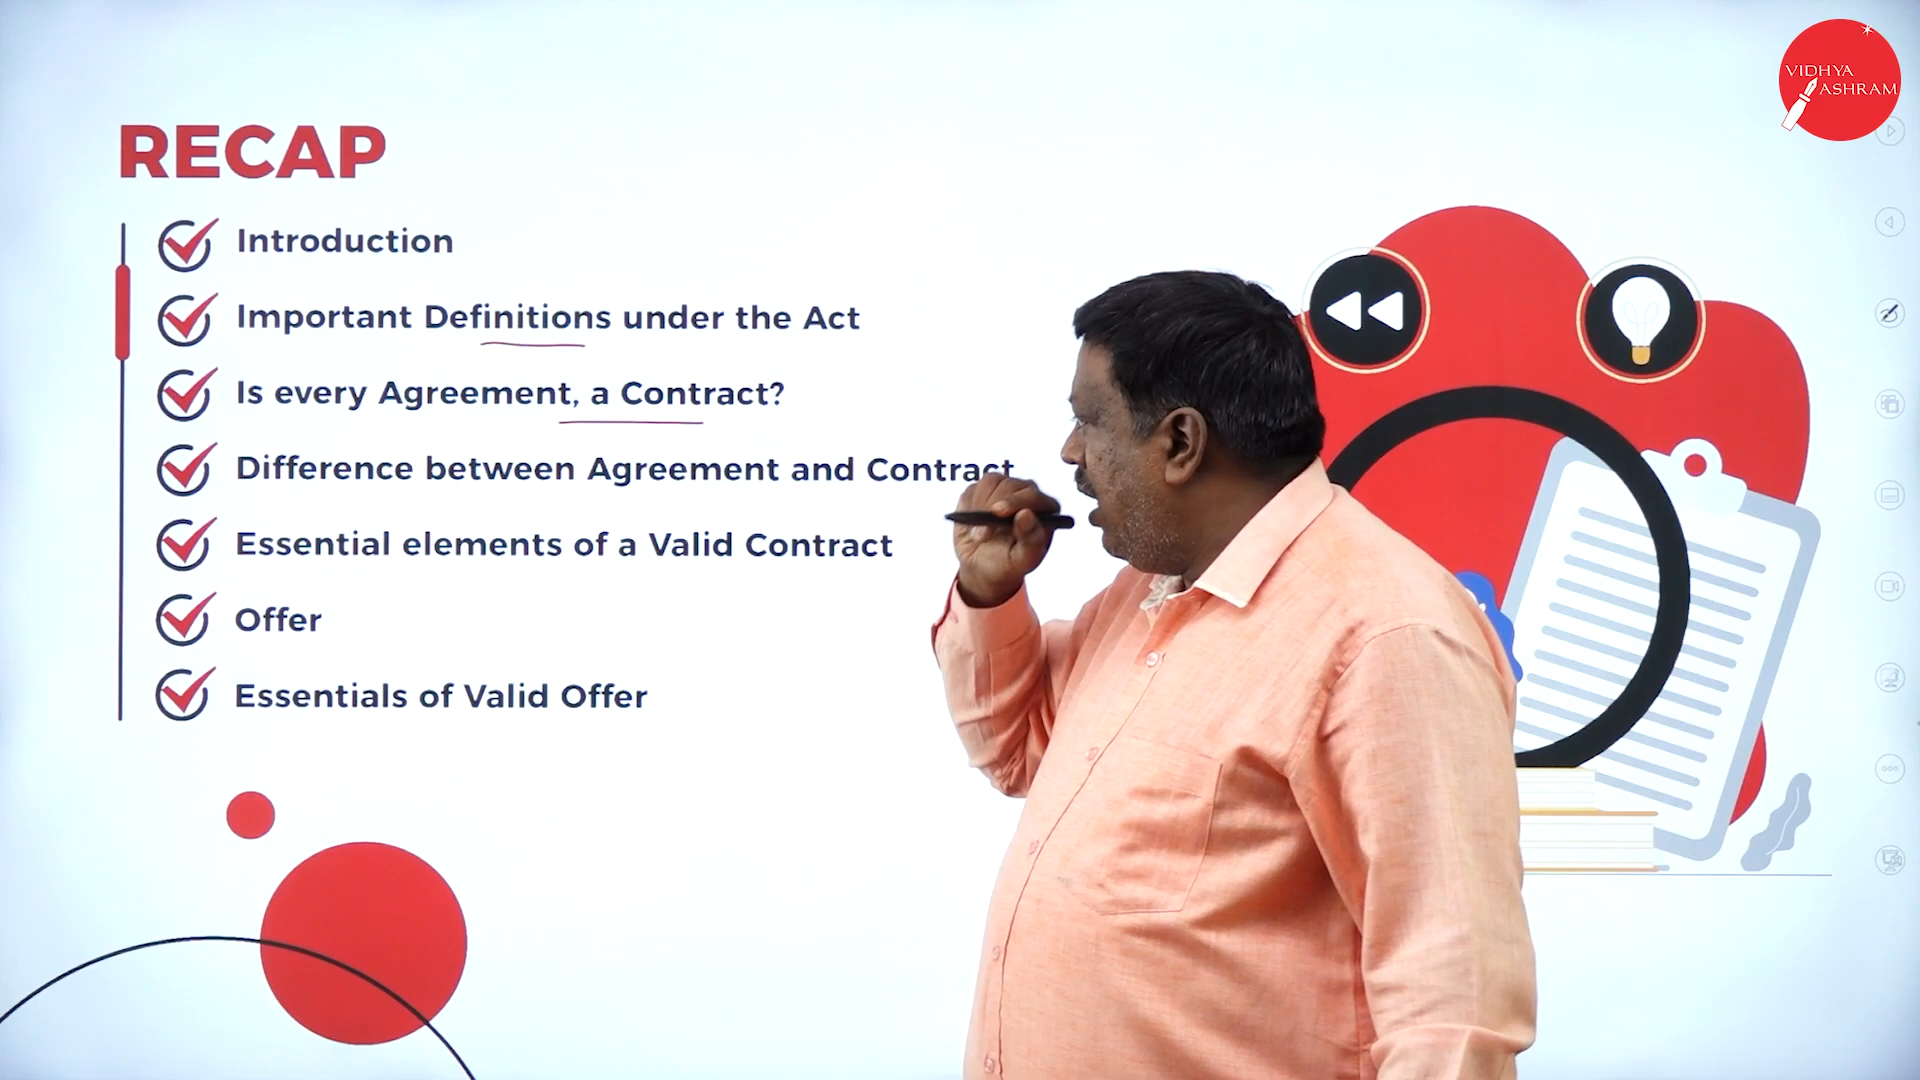 VIDHYA
ASHRAM
RECAP
Introduction
Important Definitions under the Act
Is every Agreement, a Contract?
Difference between Agreement and Contract
Essential elements of a Valid Contract
Offer
Essentials of Valid Offer